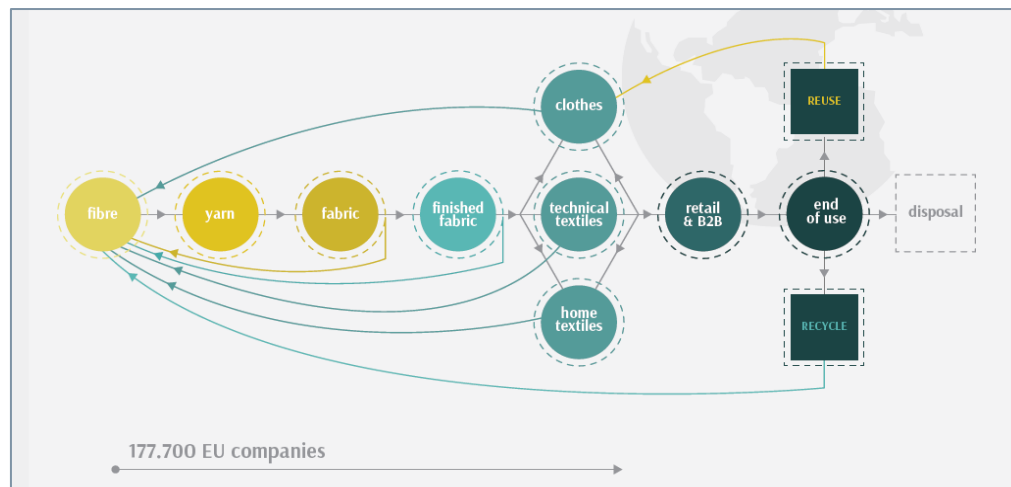 clothes
REUSE
fibre
yarn
fabric
finished
fabric
technical
textiles
retail
& B2B
end
of use
disposal
home
textiles
RECYCLE
177.700 EU companies